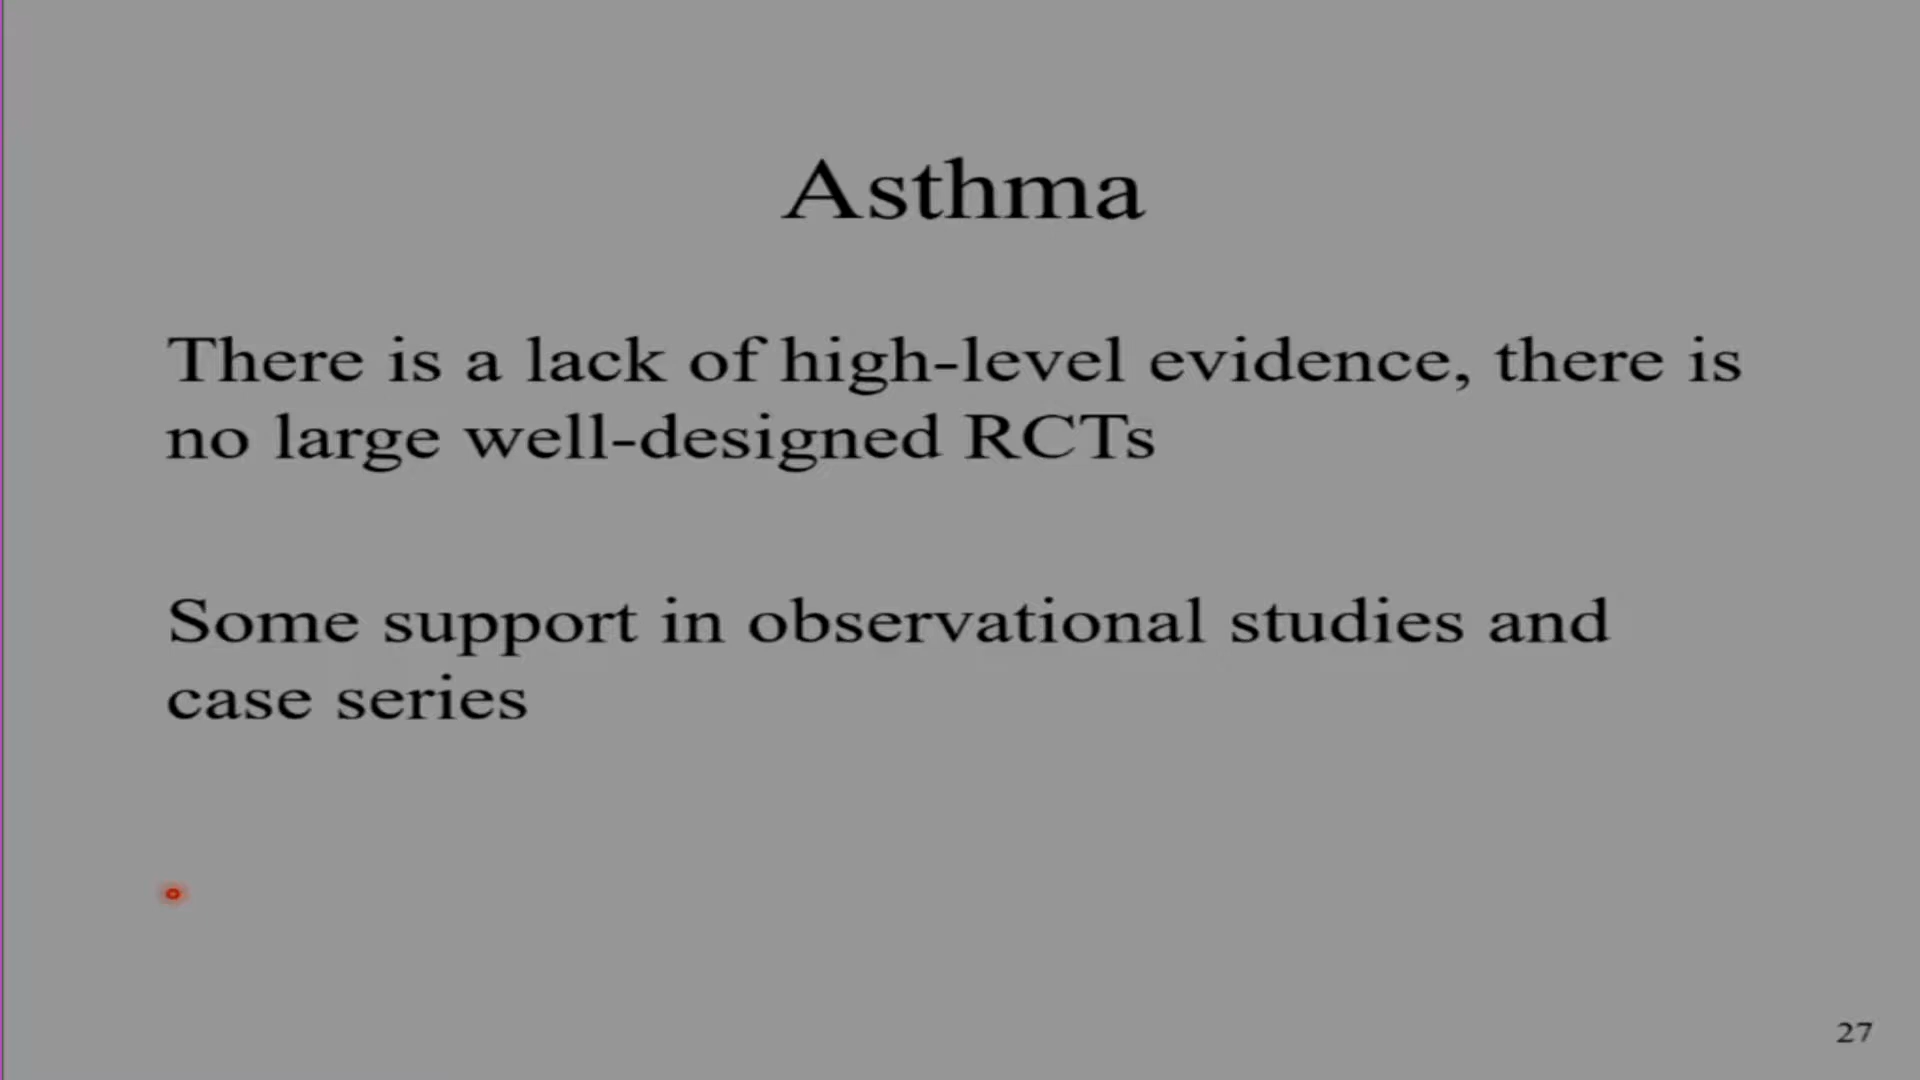 Asthma
There is a lack of high-level evidence, there is
no large well-designed RCTs
Some support in observational studies and
case series
27